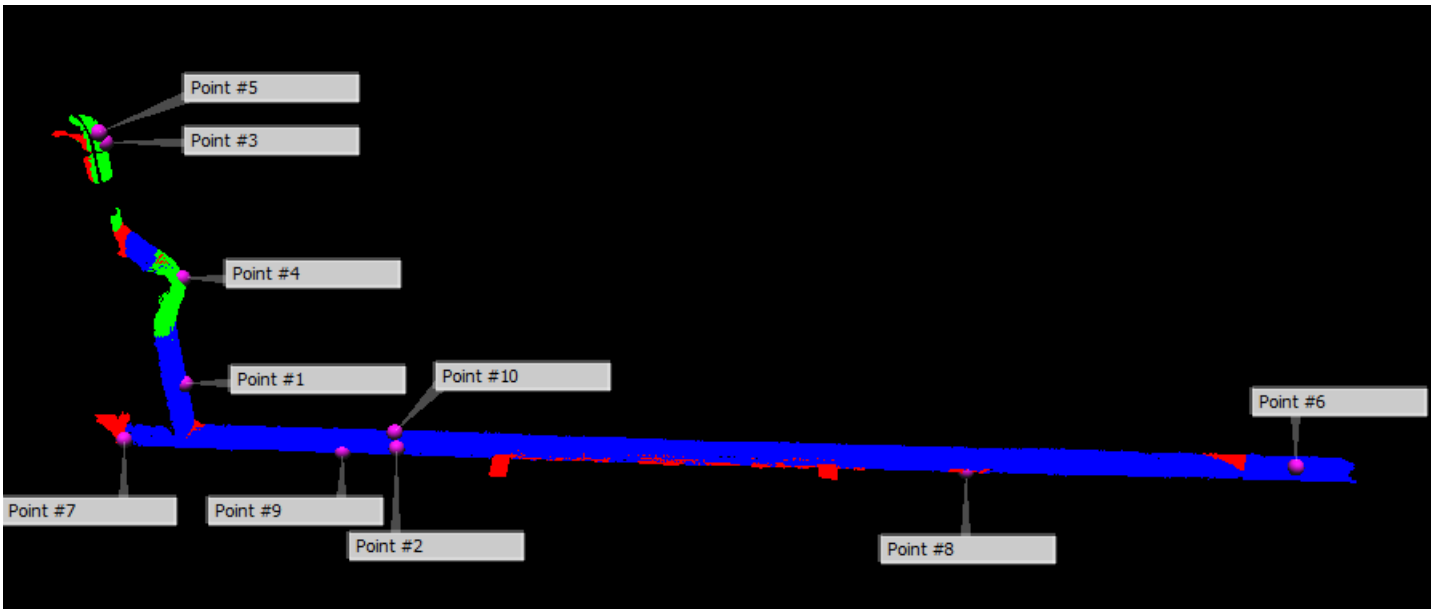 Point #5
Point #3
Point #4
Point #1
Point #10
Point #6
Point #7
Point #9
Point #2
Point #8